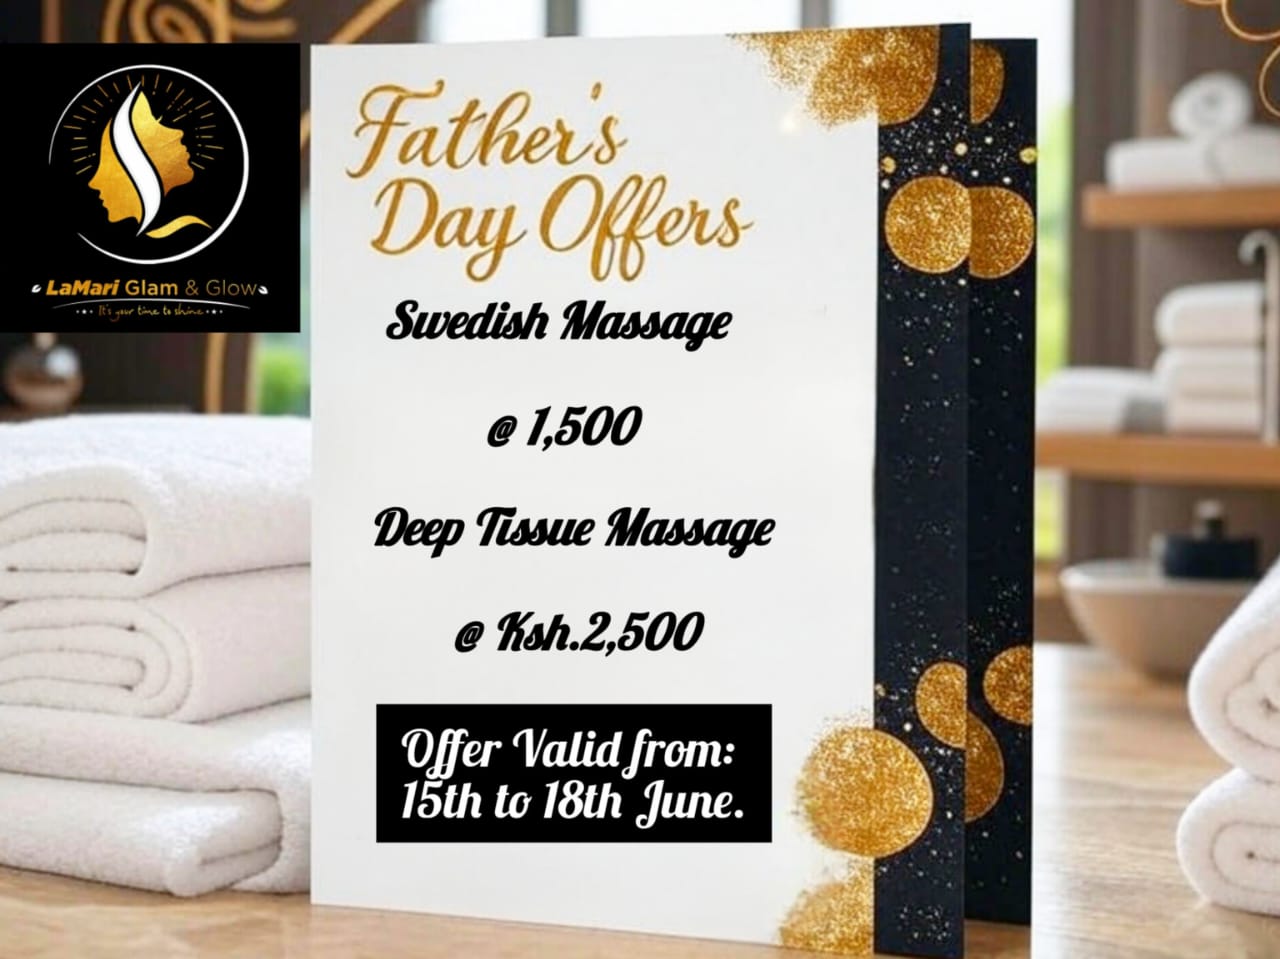 LaMari Glam & Glow
It's your time to shine
Father's
Day Offers
Swedish Massage
@ 1,500
Deep Tissue Massage
@ Ksh.2,500
Offer Valid from:
15th to 18th June.